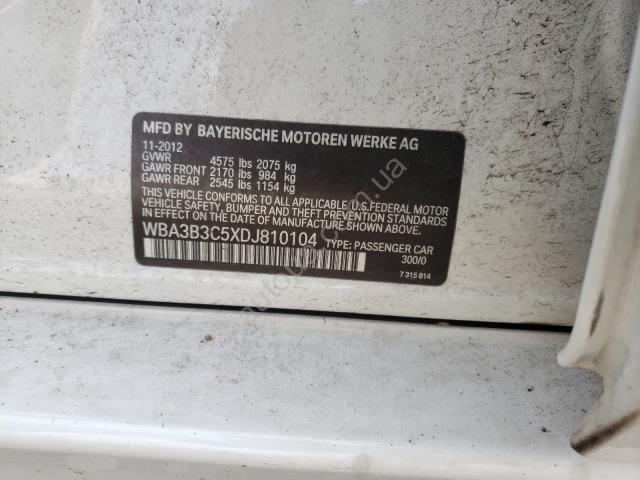 MFD BY BAYERISCHE MOTOREN WERKE AG
11-2012
GVWR 4575 lbs 2075 kg
GAWR FRONT 2170 lbs 984 kg
GAWR REAR 2545 lbs 1154 kg
THIS VEHICLE CONFORMS TO ALL APPLICABLE U.S.FEDERAL MOTOR
VEHICLE SAFETY, BUMPER, AND THEFT PREVENTION STANDARDS
IN EFFECT ON THE DATE OF MANUFACTURE SHOWN ABOVE.
WBA3B3C5XDJ810104 TYPE: PASSENGER CAR
300/0
7 315 814